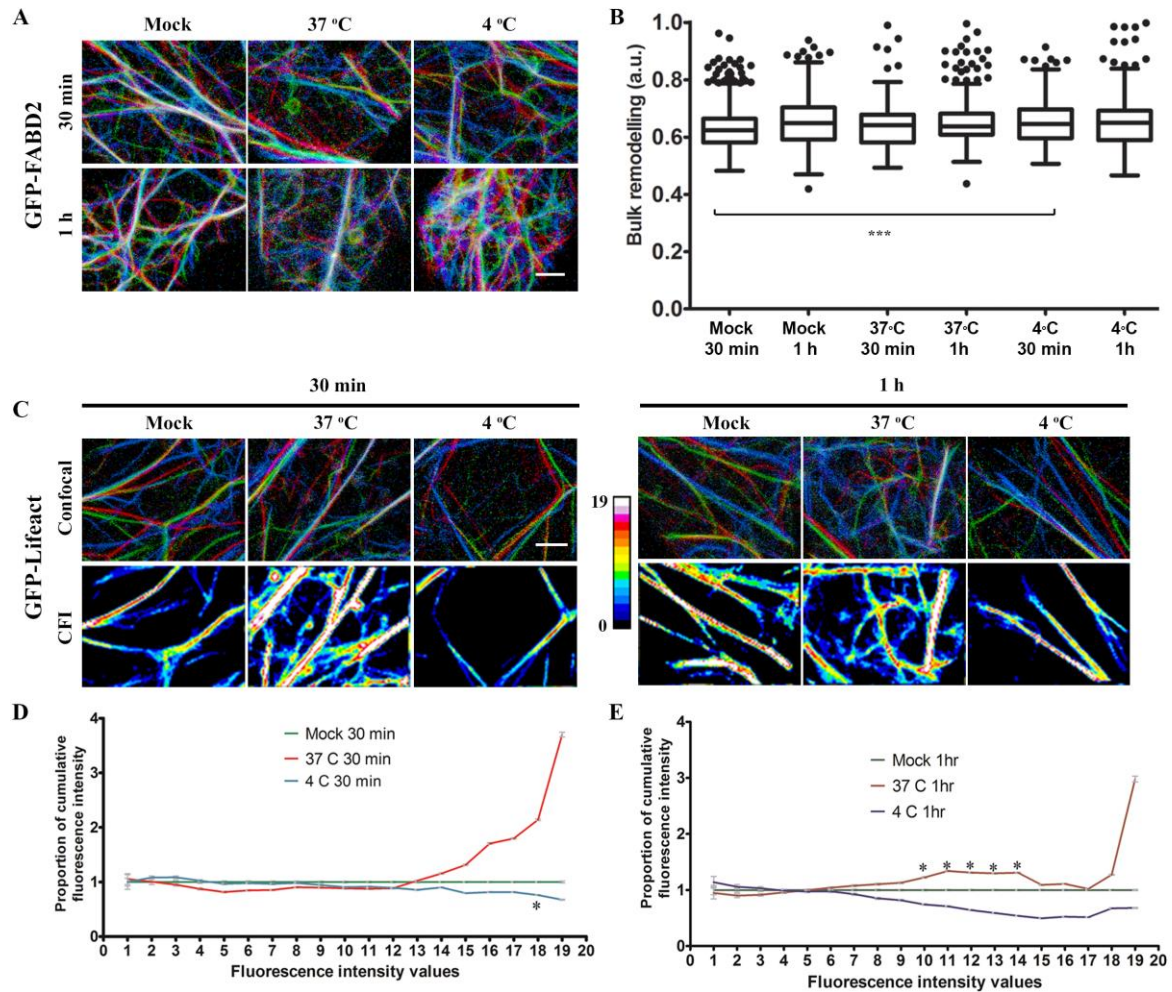 A
Mock 37 ºC 4 ºC
GFP-FABD2
30 min
1 h
B
Bulk remodelling (a.u.)
1.0
0.8
0.6
0.4
0.2
0.0
***
Mock 30 min
Mock 1 h
37°C 30 min
37°C 1h
4°C 30 min
4°C 1h
C
30 min
Mock 37 ºC 4 ºC
1 h
Mock 37 ºC 4 ºC
GFP-Lifeact
Confocal
CFI
19
0
D
Proportion of cumulative
fluorescence intensity
4
3
2
1
0
Mock 30 min
37 C 30 min
4 C 30 min
*
0 1 2 3 4 5 6 7 8 9 10 11 12 13 14 15 16 17 18 19 20
Fluorescence intensity values
E
Proportion of cumulative
fluorescence intensity
4
3
2
1
0
Mock 1hr
37 C 1hr
4 C 1hr
* * * * *
0 1 2 3 4 5 6 7 8 9 10 11 12 13 14 15 16 17 18 19 20
Fluorescence intensity values